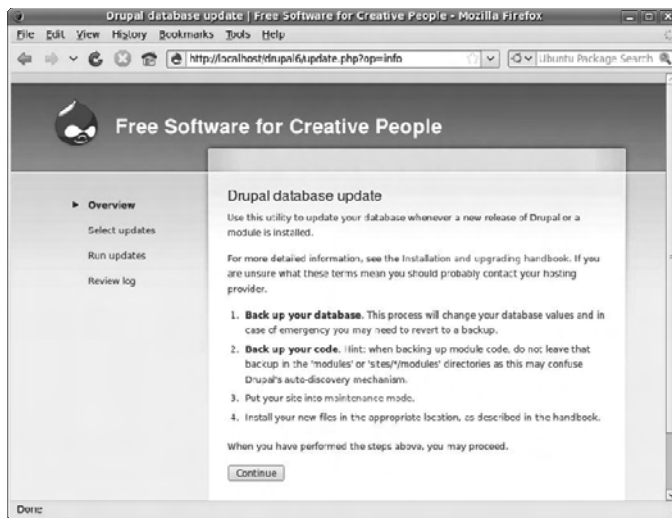 Drupal database update | Free Software for Creative People - Mozilla Firefox
File Edit View History Bookmarks Tools Help
http://localhost/drupal6/update.php?op=info
Ubuntu Package Search
Free Software for Creative People
Overview
Select updates
Run updates
Review log
Drupal database update
Use this utility to update your database whenever a new release of Drupal or a
module is installed.
For more detailed information, see the Installation and upgrading handbook. If you
are unsure what these terms mean you should probably contact your hosting
provider.
1. Back up your database. This process will change your database values and in
case of emergency you may need to revert to a backup.
2. Back up your code. Hint: when backing up module code, do not leave that
backup in the 'modules' or 'sites/*/modules' directories as this may confuse
Drupal's auto-discovery mechanism.
3. Put your site into maintenance mode.
4. Install your new files in the appropriate location, as described in the handbook.
When you have performed the steps above, you may proceed.
Continue
Done